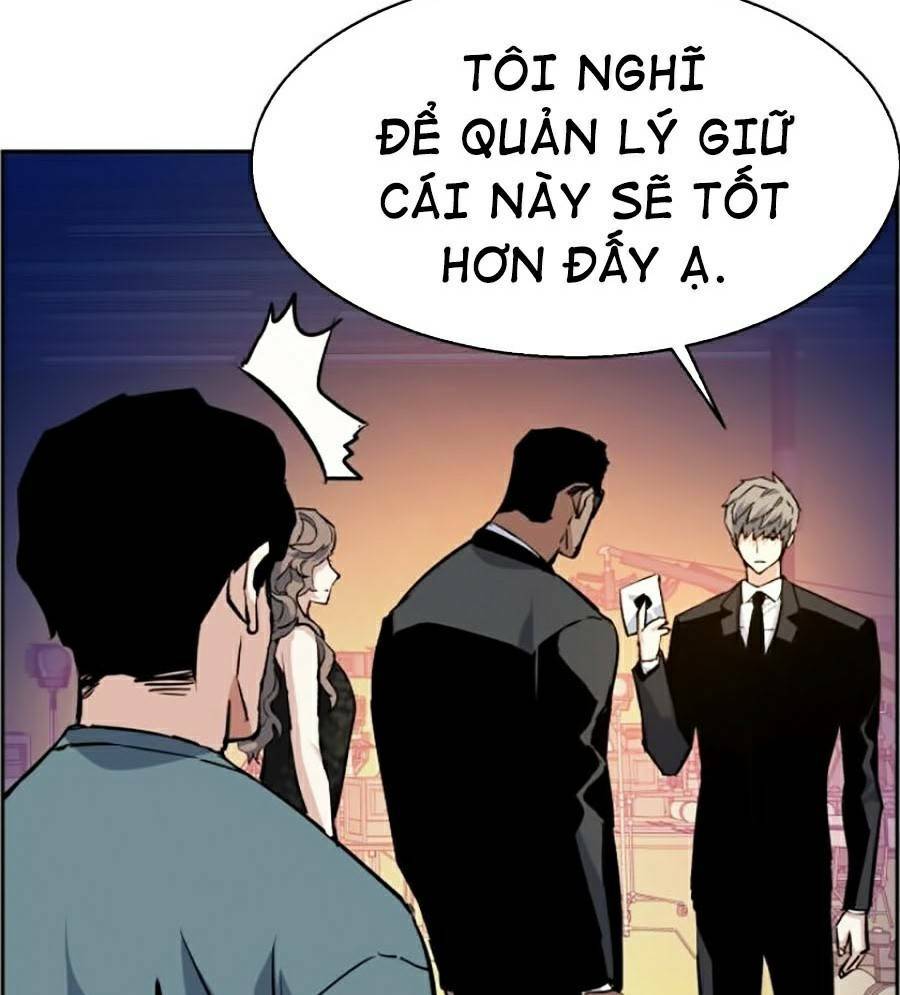 TÔI NGHĨ
ĐỂ QUẢN LÝ GIỮ
CÁI NÀY SẼ TỐT
HƠN ĐẤY Ạ.